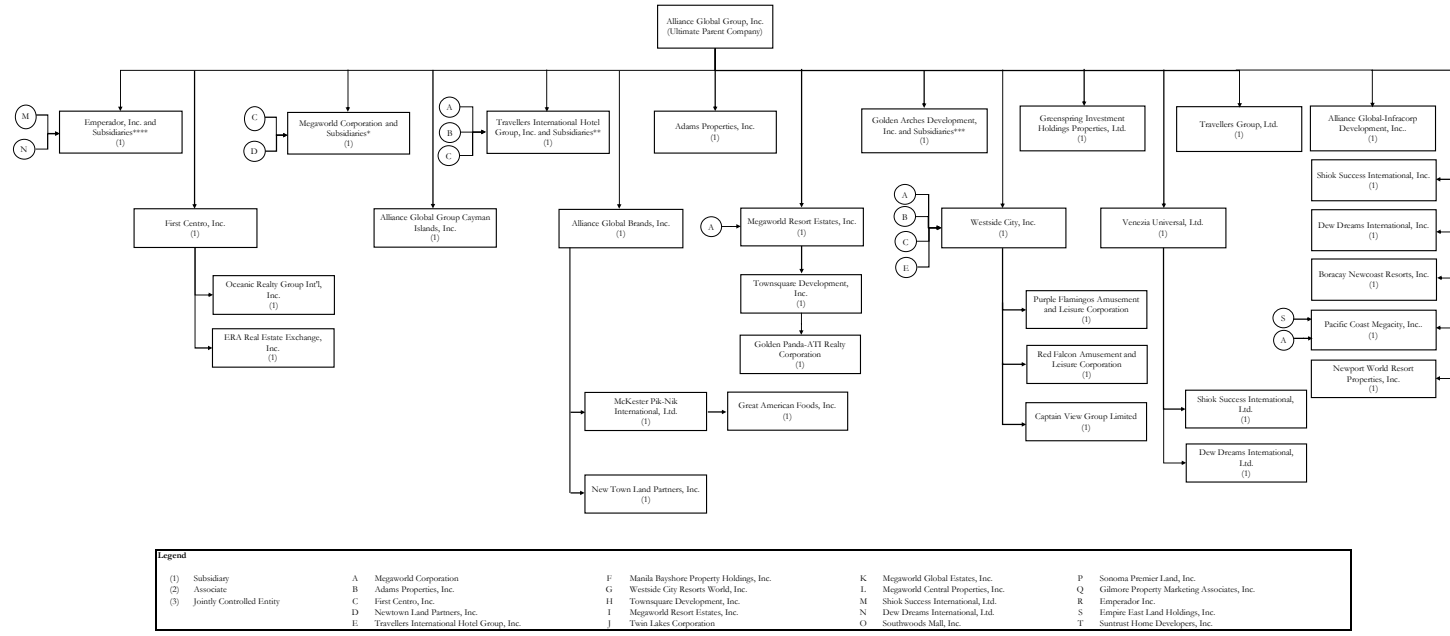 Alliance Global Group, Inc.
(Ultimate Parent Company)
M
N
Emperador, Inc. and
Subsidiaries****
(1)
C
D
Megaworld Corporation and
Subsidiaries*
(1)
A
B
C
Travellers International Hotel
Group, Inc. and Subsidiaries**
(1)
Adams Properties, Inc.
(1)
Golden Arches Development,
Inc. and Subsidiaries***
(1)
Greenspring Investment
Holdings Properties, Ltd.
(1)
Travellers Group, Ltd.
(1)
Alliance Global-Infracorp
Development, Inc..
(1)
Shiok Success International, Inc.
(1)
Dew Dreams International, Inc.
(1)
Boracay Newcoast Resorts, Inc.
(1)
S
A
Pacific Coast Megacity, Inc..
(1)
Newport World Resort
Properties, Inc.
(1)
First Centro, Inc.
(1)
Oceanic Realty Group Int'l,
Inc.
(1)
ERA Real Estate Exchange,
Inc.
(1)
Alliance Global Group Cayman
Islands, Inc.
(1)
Alliance Global Brands, Inc.
(1)
McKester Pik-Nik
International, Ltd.
(1)
Great American Foods, Inc.
(1)
New Town Land Partners, Inc.
(1)
A
Megaworld Resort Estates, Inc.
(1)
Townsquare Development,
Inc.
(1)
Golden Panda-ATI Realty
Corporation
(1)
A
B
C
E
Westside City, Inc.
(1)
Purple Flamingos Amusement
and Leisure Corporation
(1)
Red Falcon Amusement and
Leisure Corporation
(1)
Captain View Group Limited
(1)
Venezia Universal, Ltd.
(1)
Shiok Success International,
Ltd.
(1)
Dew Dreams International,
Ltd.
(1)
Legend
(1) Subsidiary A Megaworld Corporation F Manila Bayshore Property Holdings, Inc. K Megaworld Global Estates, Inc. P Sonoma Premier Land, Inc.
(2) Associate B Adams Properties, Inc. G Westside City Resorts World, Inc. L Megaworld Central Properties, Inc. Q Gilmore Property Marketing Associates, Inc.
(3) Jointly Controlled Entity C First Centro, Inc. H Townsquare Development, Inc. M Shiok Success International, Ltd. R Emperador Inc.
D Newtown Land Partners, Inc. I Megaworld Resort Estates, Inc. N Dew Dreams International, Ltd. S Empire East Land Holdings, Inc.
E Travellers International Hotel Group, Inc. J Twin Lakes Corporation O Southwoods Mall, Inc. T Suntrust Home Developers, Inc.